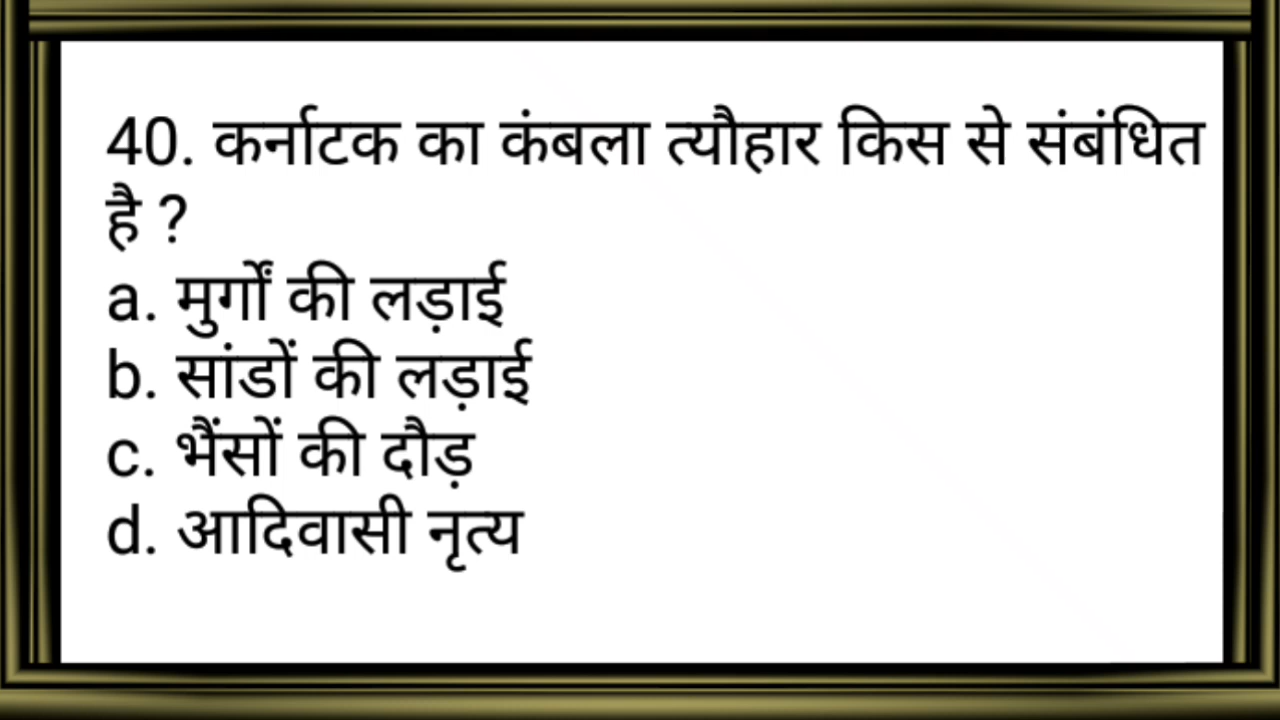 40. कर्नाटक का कंबला त्यौहार किस से संबंधित
है ?
a. मुर्गों की लड़ाई
b. सांडों की लड़ाई
c. भैंसों की दौड़
d. आदिवासी नृत्य